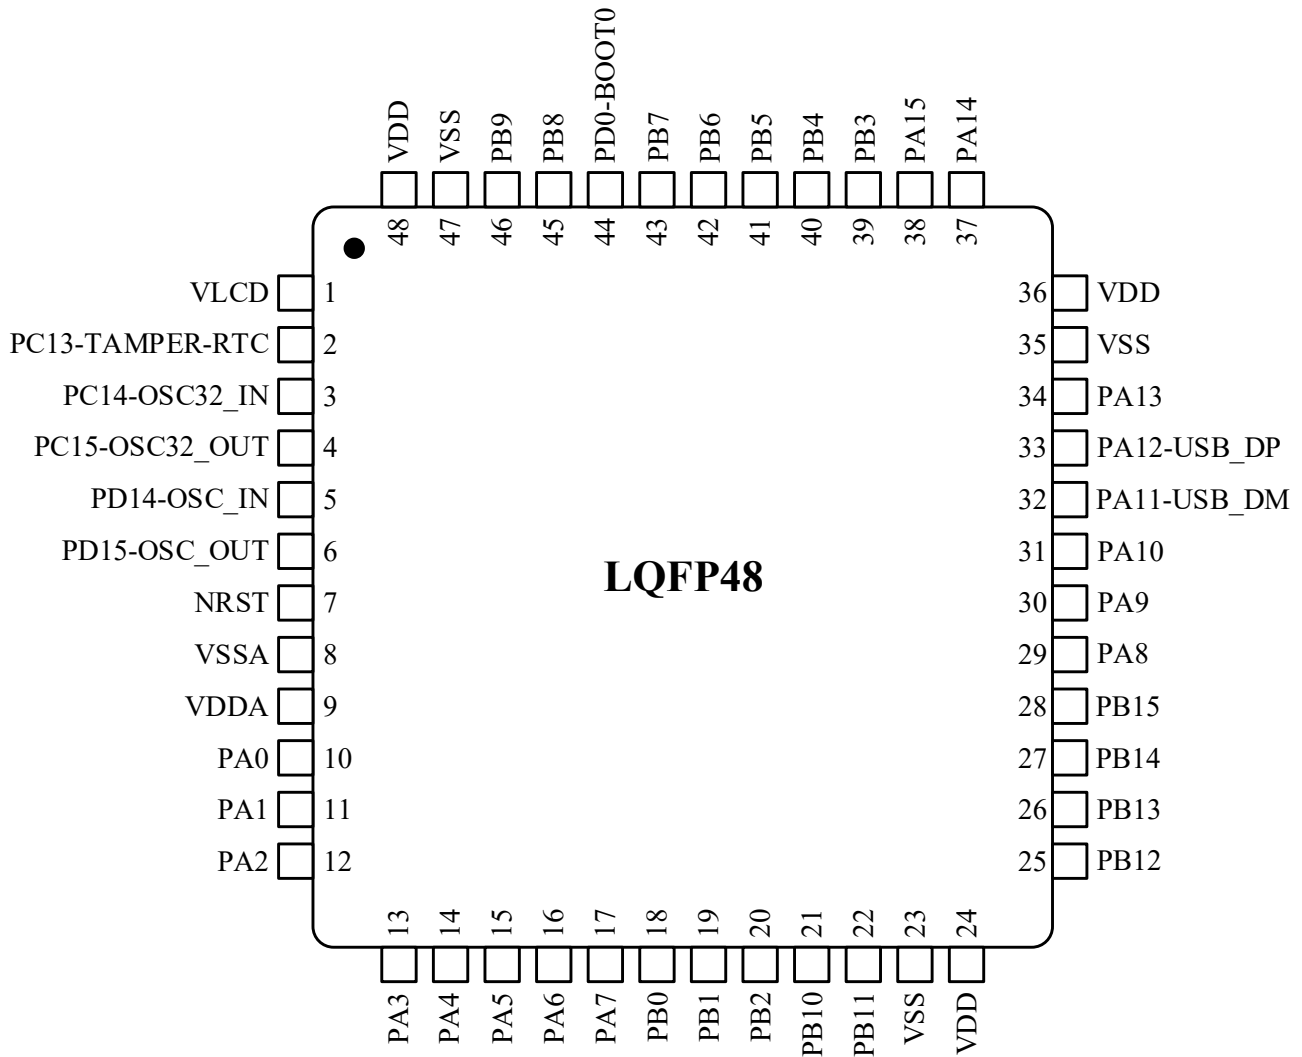 VDD VSS PB9 PB8 PD0-BOOT0 PB7 PB6 PB5 PB4 PB3 PA15 PA14
48 47 46 45 44 43 42 41 40 39 38 37
VLCD 1 36 VDD
PC13-TAMPER-RTC 2 35 VSS
PC14-OSC32_IN 3 34 PA13
PC15-OSC32_OUT 4 33 PA12-USB_DP
PD14-OSC_IN 5 32 PA11-USB_DM
PD15-OSC_OUT 6 31 PA10
LQFP48
NRST 7 30 PA9
VSSA 8 29 PA8
VDDA 9 28 PB15
PA0 10 27 PB14
PA1 11 26 PB13
PA2 12 25 PB12
13 14 15 16 17 18 19 20 21 22 23 24
PA3 PA4 PA5 PA6 PA7 PB0 PB1 PB2 PB10 PB11 VSS VDD